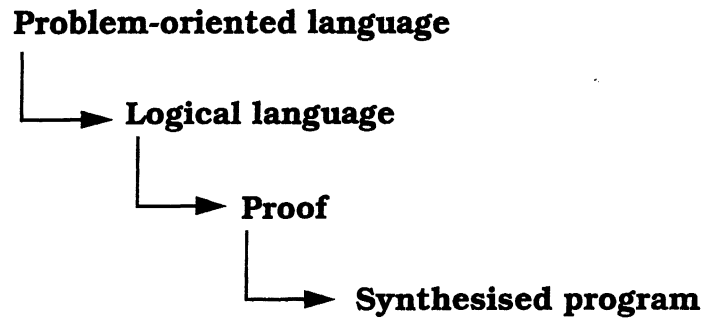 Problem-oriented language
Logical language
Proof
Synthesised program